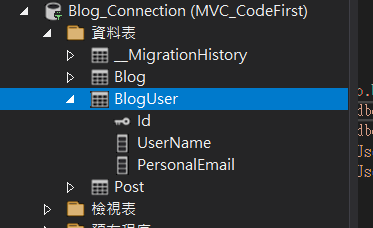 Blog_Connection (MVC_CodeFirst)
資料表
__MigrationHistory
Blog
BlogUser
Id
UserName
PersonalEmail
Post
檢視表